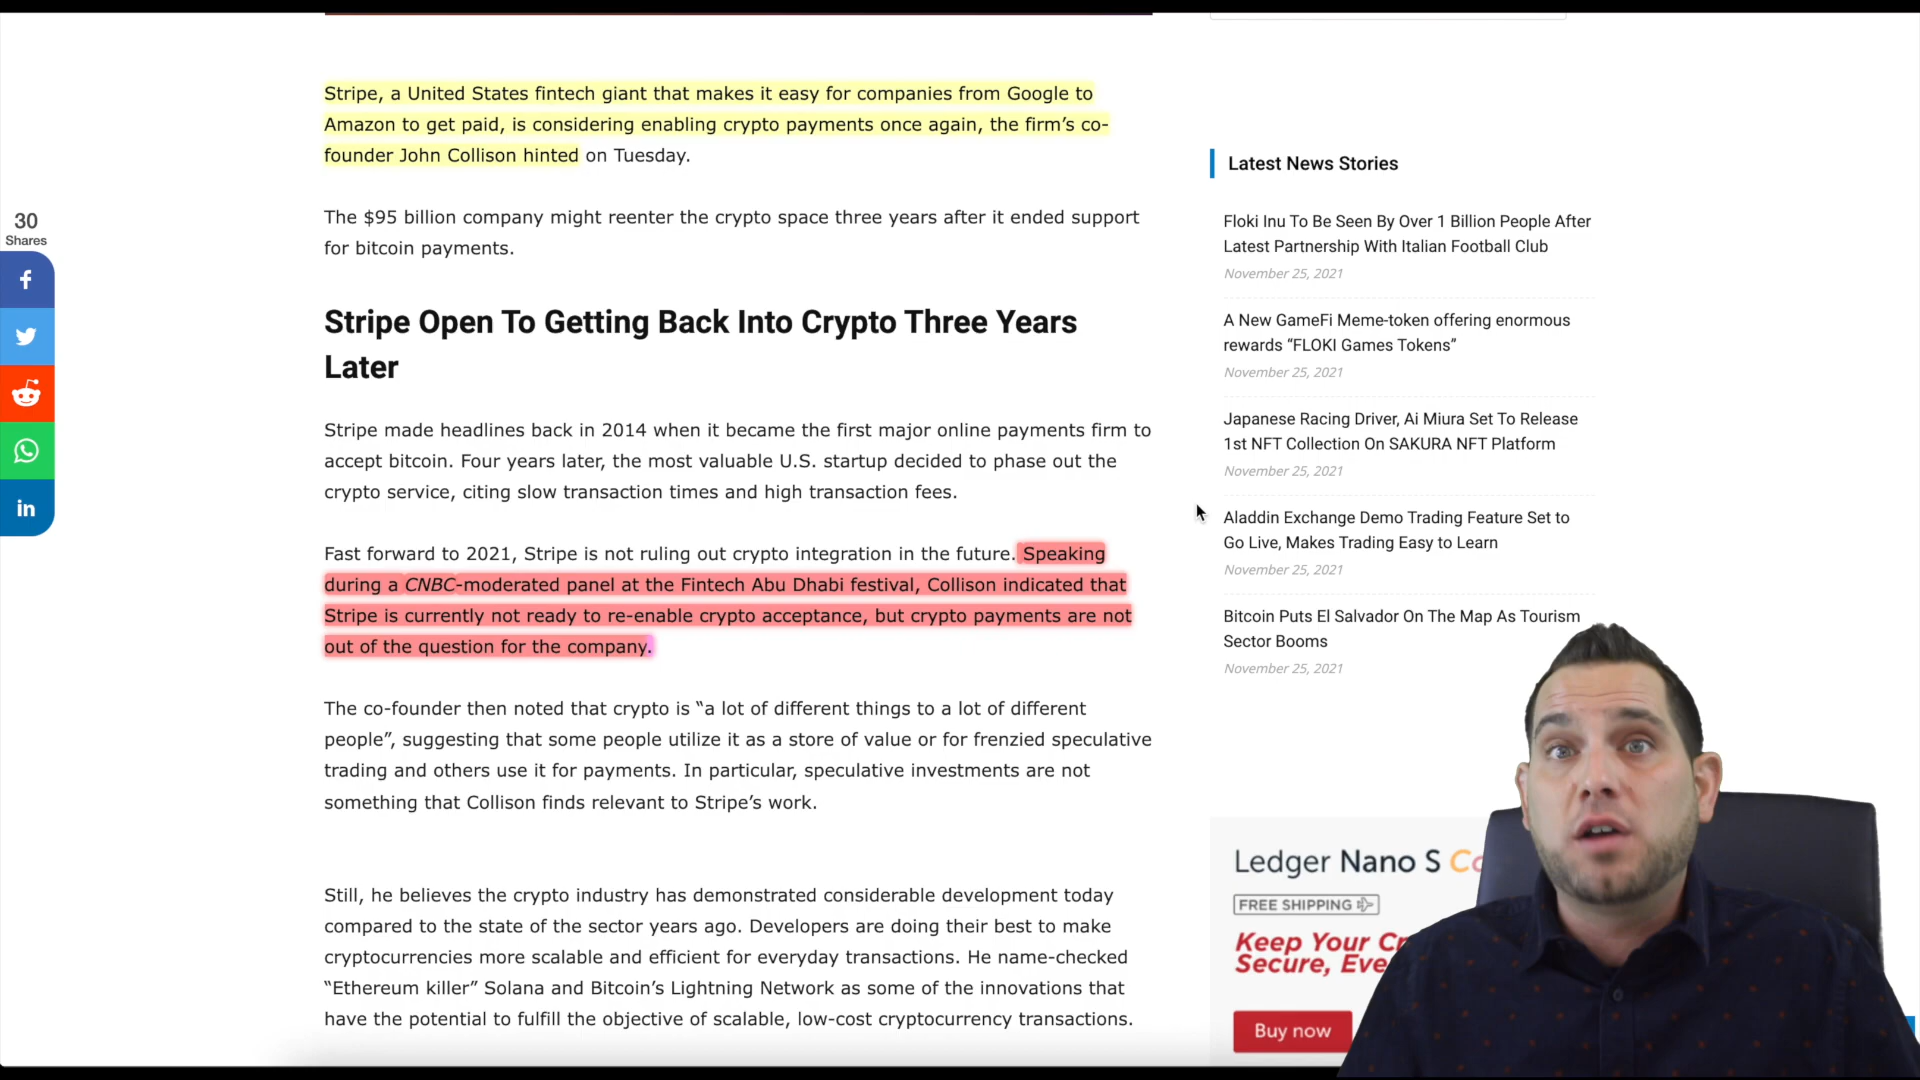 Stripe, a United States fintech giant that makes it easy for companies from Google to
Amazon to get paid, is considering enabling crypto payments once again, the firm's co-
founder John Collison hinted on Tuesday.
The $95 billion company might reenter the crypto space three years after it ended support
for bitcoin payments.
Stripe Open To Getting Back Into Crypto Three Years
Later
Stripe made headlines back in 2014 when it became the first major online payments firm to
accept bitcoin. Four years later, the most valuable U.S. startup decided to phase out the
crypto service, citing slow transaction times and high transaction fees.
Fast forward to 2021, Stripe is not ruling out crypto integration in the future. Speaking
during a CNBC-moderated panel at the Fintech Abu Dhabi festival, Collison indicated that
Stripe is currently not ready to re-enable crypto acceptance, but crypto payments are not
out of the question for the company.
The co-founder then noted that crypto is “a lot of different things to a lot of different
people”, suggesting that some people utilize it as a store of value or for frenzied speculative
trading and others use it for payments. In particular, speculative investments are not
something that Collison finds relevant to Stripe's work.
Still, he believes the crypto industry has demonstrated considerable development today
compared to the state of the sector years ago. Developers are doing their best to make
cryptocurrencies more scalable and efficient for everyday transactions. He name-checked
“Ethereum killer” Solana and Bitcoin's Lightning Network as some of the innovations that
have the potential to fulfill the objective of scalable, low-cost cryptocurrency transactions.
30
Shares
f
in
Latest News Stories
Floki Inu To Be Seen By Over 1 Billion People After
Latest Partnership With Italian Football Club
November 25, 2021
A New GameFi Meme-token offering enormous
rewards “FLOKI Games Tokens”
November 25, 2021
Japanese Racing Driver, Ai Miura Set To Release
1st NFT Collection On SAKURA NFT Platform
November 25, 2021
Aladdin Exchange Demo Trading Feature Set to
Go Live, Makes Trading Easy to Learn
November 25, 2021
Bitcoin Puts El Salvador On The Map As Tourism
Sector Booms
November 25, 2021
Ledger Nano S
FREE SHIPPING
Keep Your
Secure,
Buy now